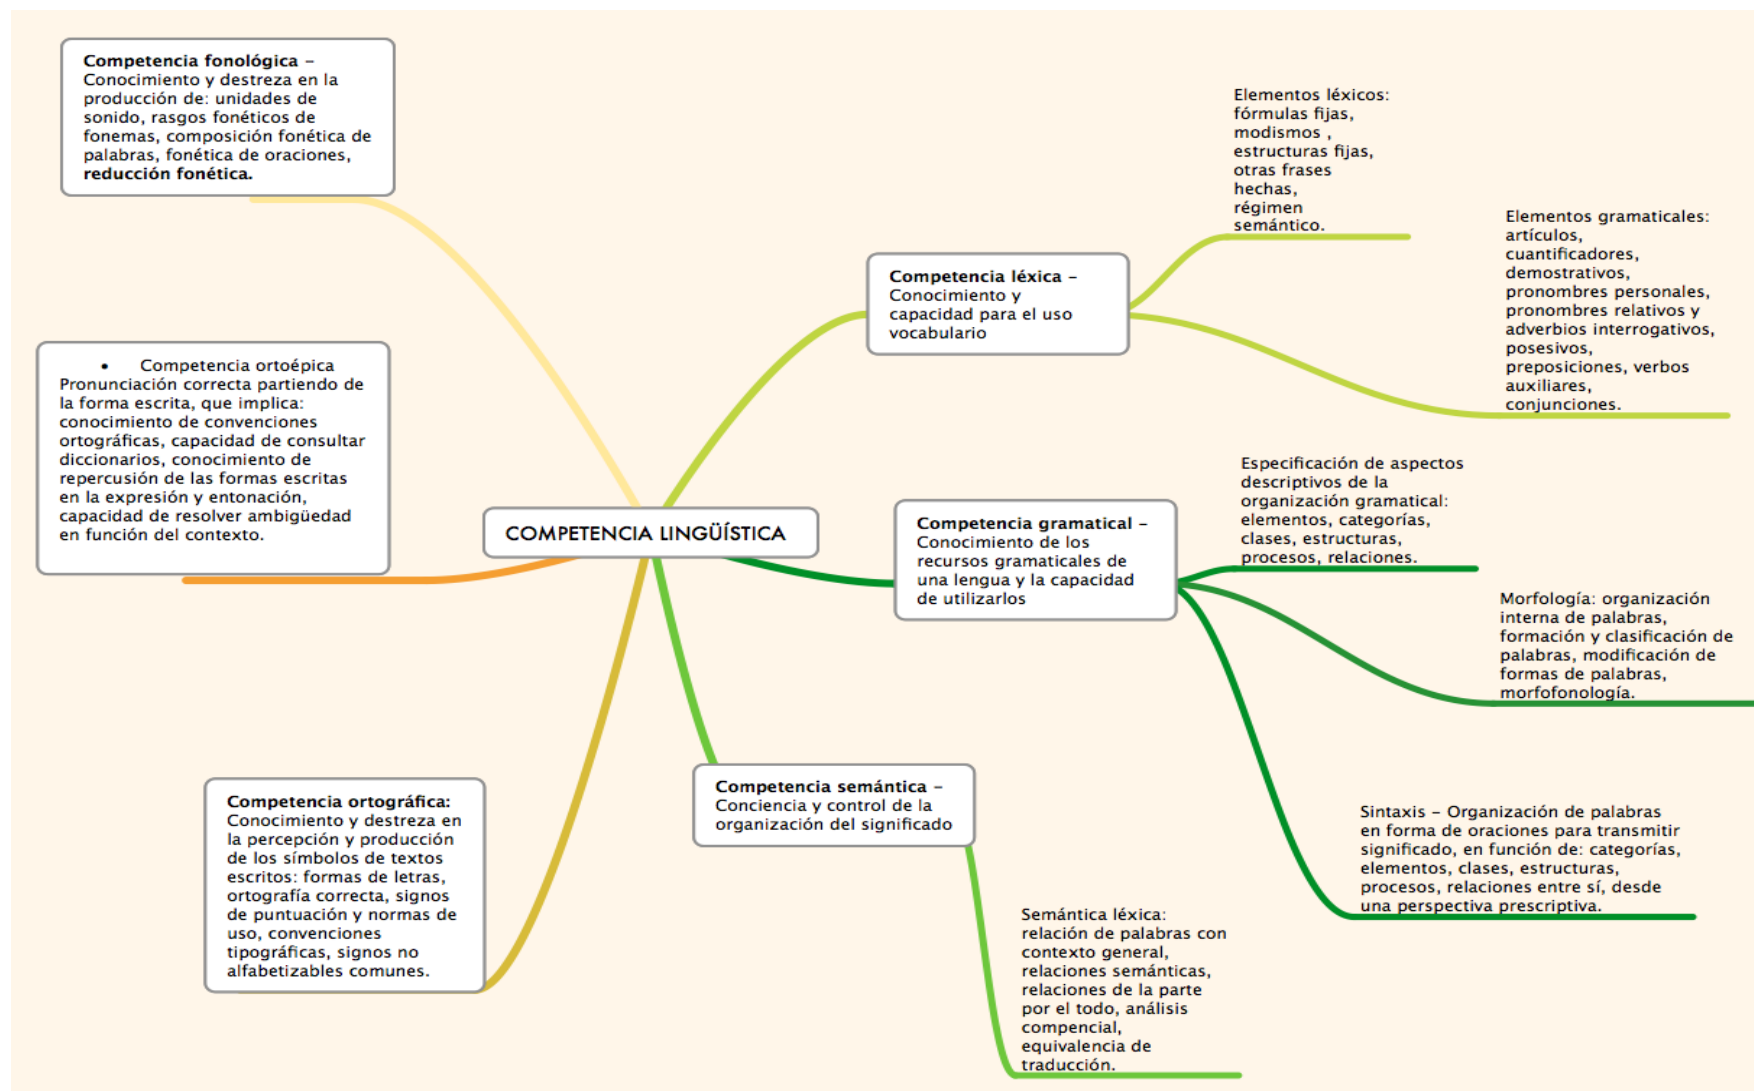 Competencia fonológica –
Conocimiento y destreza en la
producción de: unidades de
sonido, rasgos fonéticos de
fonemas, composición fonética de
palabras, fonética de oraciones,
reducción fonética.
• Competencia ortoépica
Pronunciación correcta partiendo de
la forma escrita, que implica:
conocimiento de convenciones
ortográficas, capacidad de consultar
diccionarios, conocimiento de
repercusión de las formas escritas
en la expresión y entonación,
capacidad de resolver ambigüedad
en función del contexto.
Competencia ortográfica:
Conocimiento y destreza en
la percepción y producción
de los símbolos de textos
escritos: formas de letras,
ortografía correcta, signos
de puntuación y normas de
uso, convenciones
tipográficas, signos no
alfabetizables comunes.
COMPETENCIA LINGÜÍSTICA
Competencia léxica –
Conocimiento y
capacidad para el uso
vocabulario
Elementos léxicos:
fórmulas fijas,
modismos ,
estructuras fijas,
otras frases
hechas,
régimen
semántico.
Elementos gramaticales:
artículos,
cuantificadores,
demostrativos,
pronombres personales,
pronombres relativos y
adverbios interrogativos,
posesivos,
preposiciones, verbos
auxiliares,
conjunciones.
Competencia gramatical –
Conocimiento de los
recursos gramaticales de
una lengua y la capacidad
de utilizarlos
Especificación de aspectos
descriptivos de la
organización gramatical:
elementos, categorías,
clases, estructuras,
procesos, relaciones.
Morfología: organización
interna de palabras,
formación y clasificación de
palabras, modificación de
formas de palabras,
morfofonología.
Sintaxis – Organización de palabras
en forma de oraciones para transmitir
significado, en función de: categorías,
elementos, clases, estructuras,
procesos, relaciones entre sí, desde
una perspectiva prescriptiva.
Competencia semántica –
Conciencia y control de la
organización del significado
Semántica léxica:
relación de palabras con
contexto general,
relaciones semánticas,
relaciones de la parte
por el todo, análisis
compencial,
equivalencia de
traducción.